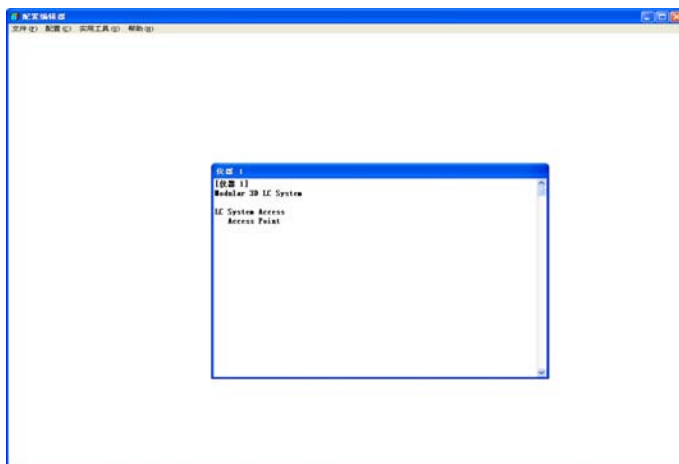 配置编辑器
文件(F) 配置(C) 实用工具(U) 帮助(H)
仪器 1
[仪器 1]
Modular 3D LC System
LC System Access
Access Point